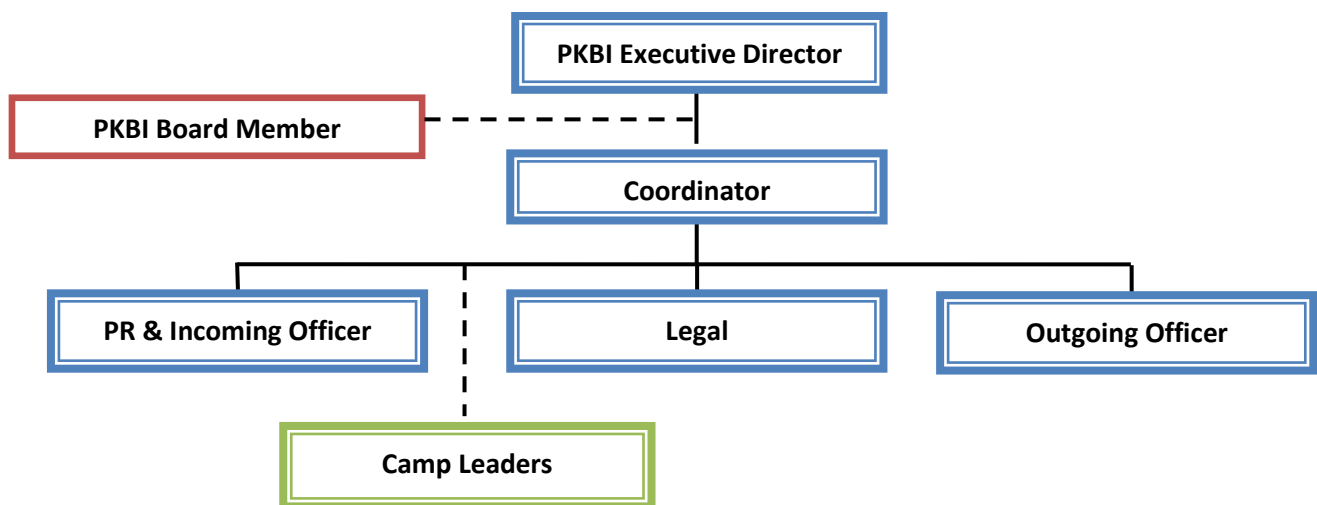 PKBI Executive Director
PKBI Board Member
Coordinator
PR & Incoming Officer
Legal
Outgoing Officer
Camp Leaders